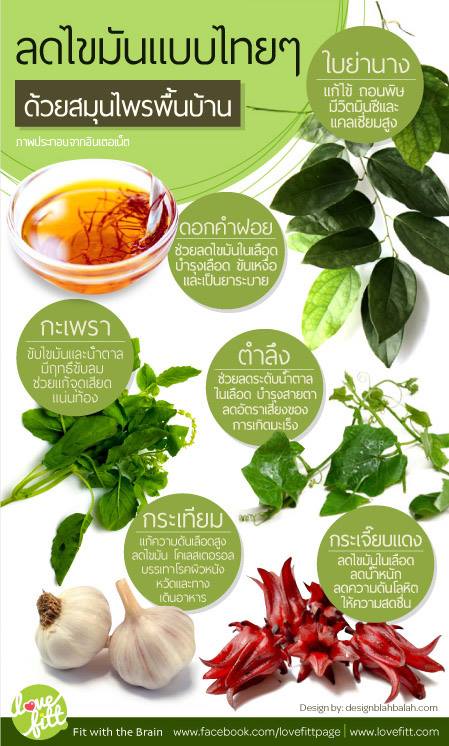 ลดไขมันแบบไทยๆ
ด้วยสมุนไพรพื้นบ้าน
ภาพประกอบจากอินเตอเน็ต
ใบย่านาง
แก้ไข้ ถอนพิษ
มีวิตมินซีและ
แคลเซียมสูง
ดอกคำฝอย
ช่วยลดไขมันในเลือด
บำรุงเลือด ขับเหงื่อ
และเป็นยาระบาย
กะเพรา
ขับไขมันและน้ำตาล
มีฤทธิ์ขับลม
ช่วยแก้จุดเสียด
แน่นท้อง
ตำลึง
ช่วยลดระดับน้ำตาล
ในเลือด บำรุงสายตา
ลดอัตราเสี่ยงของ
การเกิดมะเร็ง
กระเทียม
แก้ความดันเลือดสูง
ลดไขมัน โคเลสเตอรอล
บรรเทาโรคผิวหนัง
หวัดและทาง
เดินอาหาร
กระเจี๊ยบแดง
ลดไขมันในเลือด
ลดน้ำหนัก
ลดความดันโลหิต
ให้ความสดชื่น
Design by: designblahbalah.com
love
fitt
Fit with the Brain www.facebook.com/lovefittpage | www.lovefitt.com